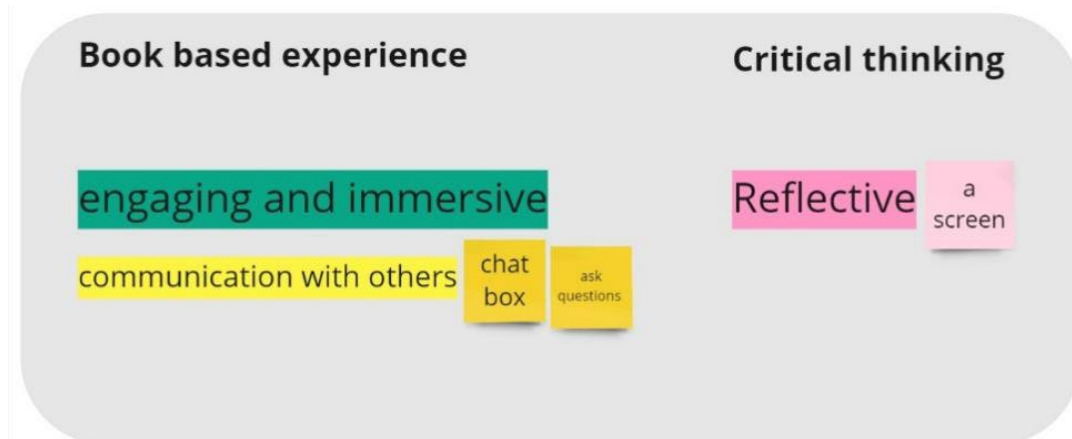 Book based experience
engaging and immersive
communication with others
chat
box
ask
questions
Critical thinking
Reflective
a
screen